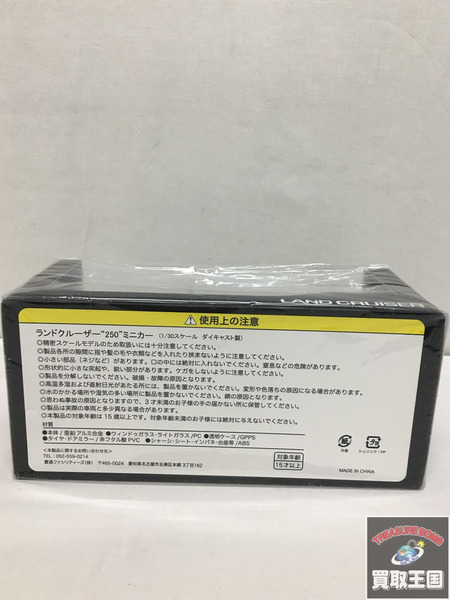 LAND CRUISER
使用上の注意
ランドクルーザー"250"ミニカー (1/30スケール ダイキャスト製)
◎精密スケールモデルのため取扱いには十分注意してください。
◎製品各所の隙間に指や髪の毛や衣類などを入れたり挟まないように注意してください。
◎小さい部品(ネジなど)があります。口の中には絶対に入れないでください。窒息などの危険があります。
◎形状的に小さな突起や、鋭い部分があります。ケガをしないように注意してください。
◎製品を分解しないでください。破損・故障の原因となります。
◎高温多湿および直射日光があたる所には、製品を置かないでください。変形や色落ちの原因になる場合があります。
◎水のかかる場所や湿気の多い場所に製品を置かないでください。錆の原因となります。
◎思わぬ事故の原因となりますので、3才未満のお子様の手の届かない所に保管してください。
◎製品は実際の車両と多少異なる場合があります。
◎本製品の対象年齢は15歳以上です。対象年齢未満のお子様には絶対に与えないでください。
材質
●本体/亜鉛 アルミ合金 ●ウィンドゥガラス・ライトガラス/PC ●透明ケース/GPPS
●タイヤ・ドアミラー/非フタル酸 PVC ●シャーシ・シート・インパネ・台座等/ABS
<本製品に関するお問い合わせ先>
TEL:052-559-0214
豊通ファシリティーズ(株) 〒465-0024 愛知県名古屋市名東区本郷3丁目162
対象年齢
15才以上
紙
外箱
プラ
シュリンク:PP
MADE IN CHINA
TREASURE BOMB
買取王国